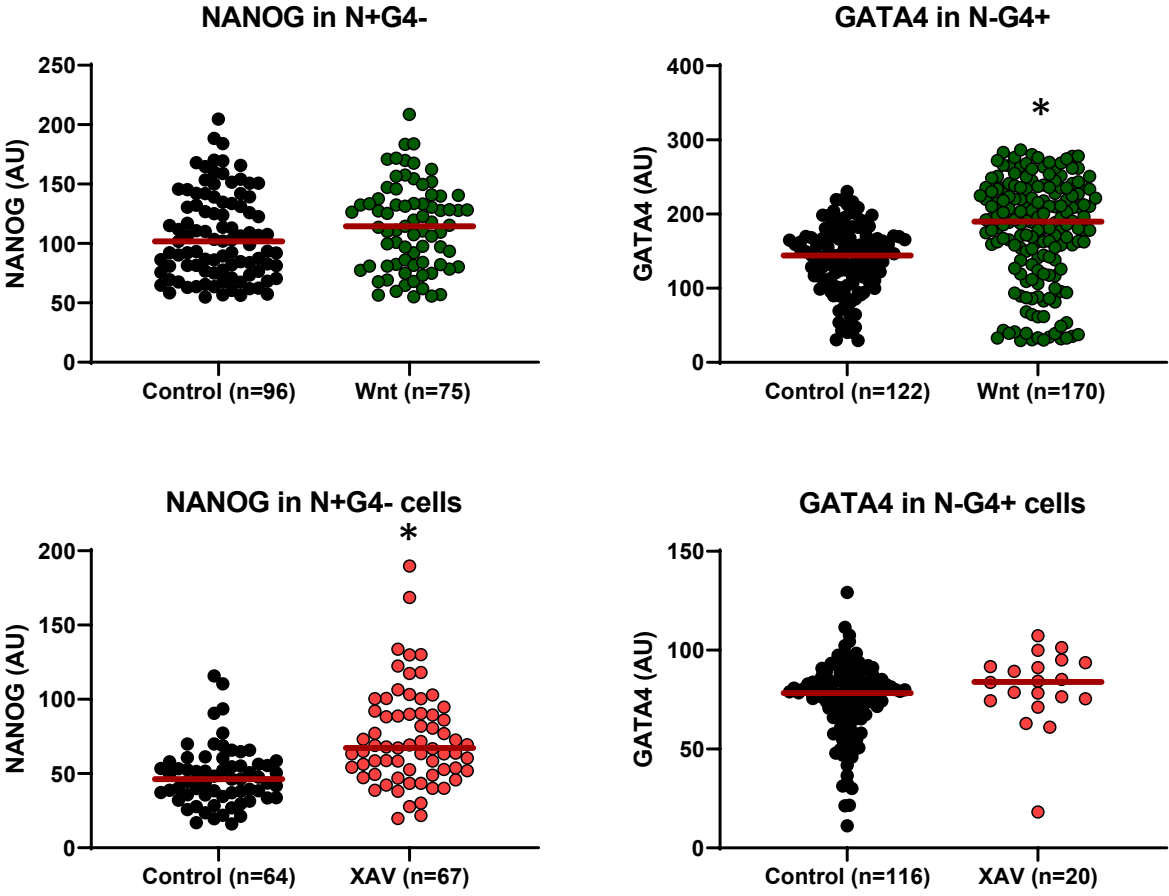 NANOG in N+G4-
NANOG (AU)
250
200
150
100
50
0
Control (n=96)
Wnt (n=75)
GATA4 in N-G4+
GATA4 (AU)
400
300
200
100
0
*
Control (n=122)
Wnt (n=170)
NANOG in N+G4- cells
NANOG (AU)
200
150
100
50
0
*
Control (n=64)
XAV (n=67)
GATA4 in N-G4+ cells
GATA4 (AU)
150
100
50
0
Control (n=116)
XAV (n=20)